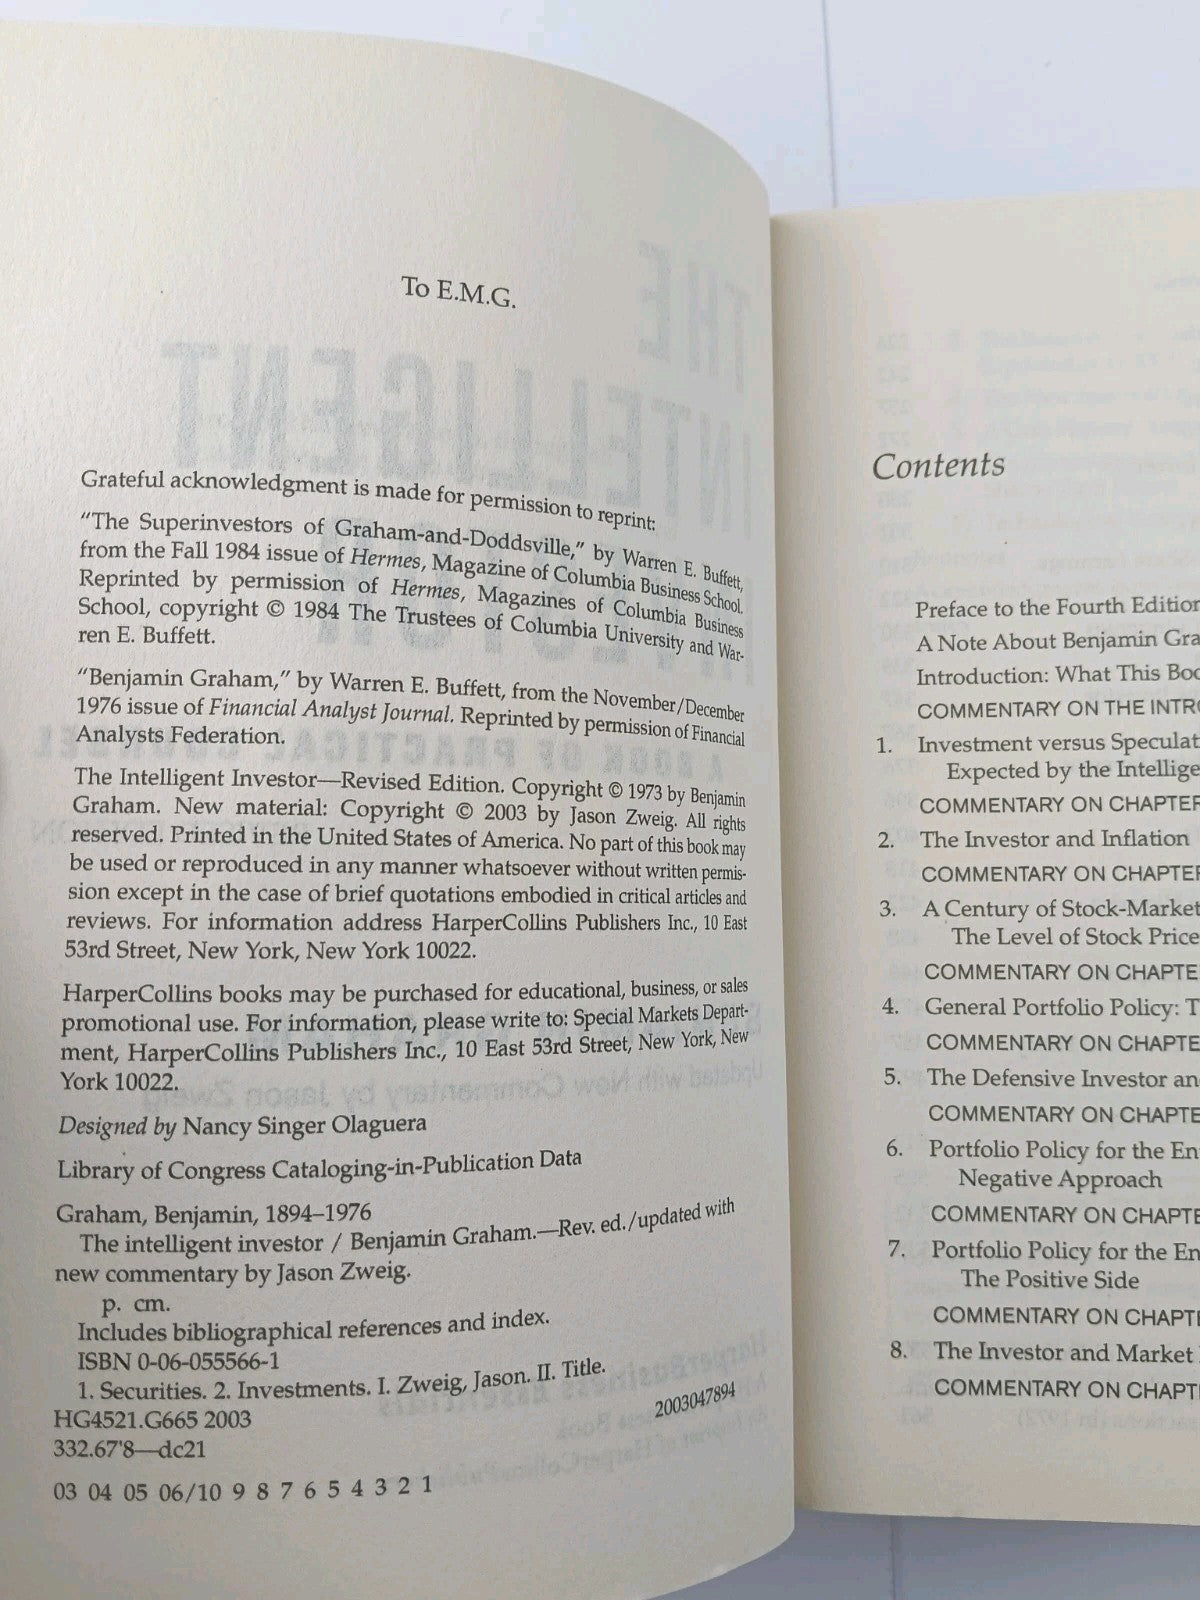 To E.M.G.
Grateful acknowledgment is made for permission to reprint:
“The Superinvestors of Graham-and-Doddsville,” by Warren E. Buffett,
from the Fall 1984 issue of Hermes, Magazine of Columbia Business School.
Reprinted by permission of Hermes, Magazines of Columbia Business
School, copyright © 1984 The Trustees of Columbia University and War-
ren E. Buffett.
“Benjamin Graham,” by Warren E. Buffett, from the November/December
1976 issue of Financial Analyst Journal. Reprinted by permission of Financial
Analysts Federation.
The Intelligent Investor—Revised Edition. Copyright © 1973 by Benjamin
Graham. New material: Copyright © 2003 by Jason Zweig. All rights
reserved. Printed in the United States of America. No part of this book may
be used or reproduced in any manner whatsoever without written permis-
sion except in the case of brief quotations embodied in critical articles and
reviews. For information address HarperCollins Publishers Inc., 10 East
53rd Street, New York, New York 10022.
HarperCollins books may be purchased for educational, business, or sales
promotional use. For information, please write to: Special Markets Depart-
ment, HarperCollins Publishers Inc., 10 East 53rd Street, New York, New
York 10022.
Designed by Nancy Singer Olaguera
Library of Congress Cataloging-in-Publication Data
Graham, Benjamin, 1894–1976
The intelligent investor / Benjamin Graham.—Rev. ed./updated with
new commentary by Jason Zweig.
p. cm.
Includes bibliographical references and index.
ISBN 0-06-055566-1
1. Securities. 2. Investments. I. Zweig, Jason. II. Title.
HG4521.G665 2003
2003047894
332.67'8—dc21
03 04 05 06/10 9 8 7 6 5 4 3 2 1
Contents
Preface to the Fourth Edition
A Note About Benjamin
Introduction: What This
COMMENTARY ON THE
1. Investment versus
Expected by the
COMMENTARY ON CHAPTER
2. The Investor and Inflation
COMMENTARY ON CHAPTER
3. A Century of Stock-Market
The Level of Stock
COMMENTARY ON
4. General Portfolio Policy:
COMMENTARY ON
5. The Defensive Investor
COMMENTARY ON
6. Portfolio Policy for the
Negative Approach
COMMENTARY ON
7. Portfolio Policy for the
The Positive Side
COMMENTARY ON
8. The Investor and Market
COMMENTARY ON